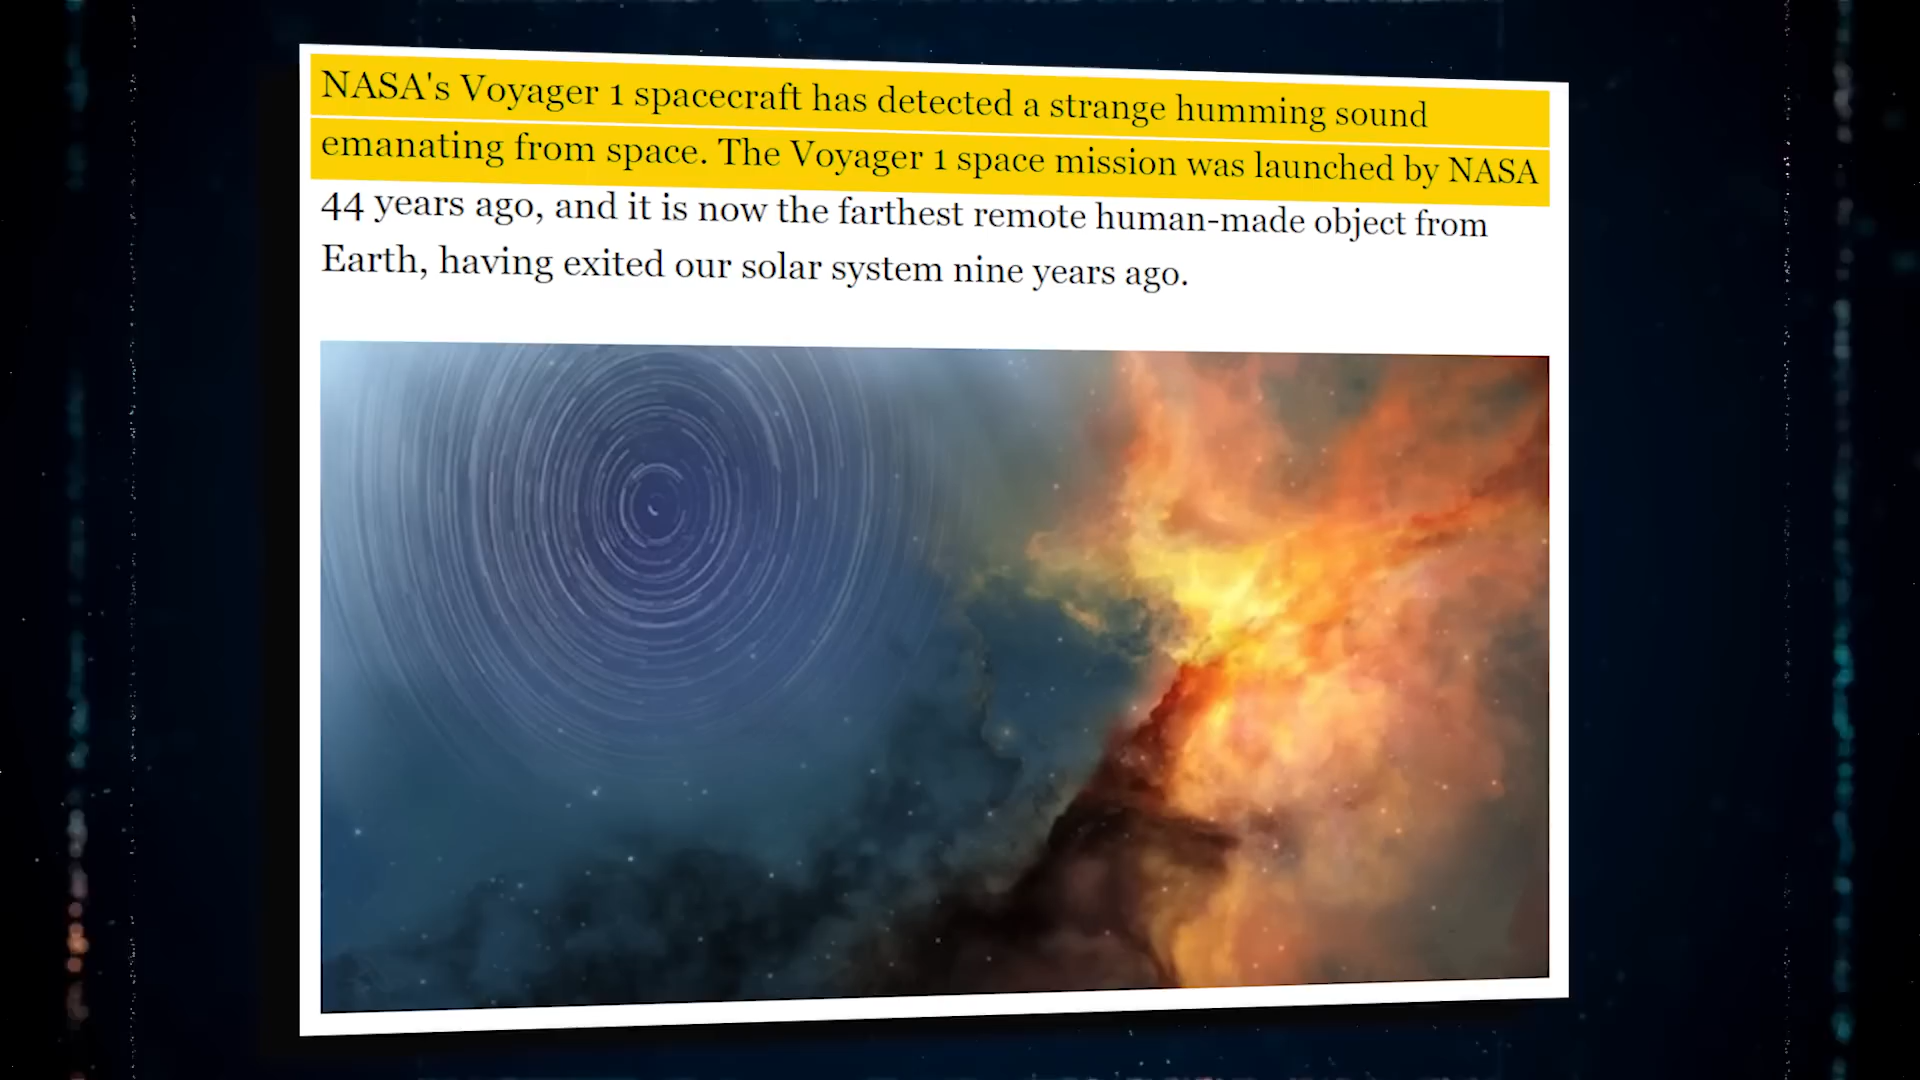 NASA's Voyager 1 spacecraft has detected a strange humming sound
emanating from space. The Voyager 1 space mission was launched by NASA
44 years ago, and it is now the farthest remote human-made object from
Earth, having exited our solar system nine years ago.